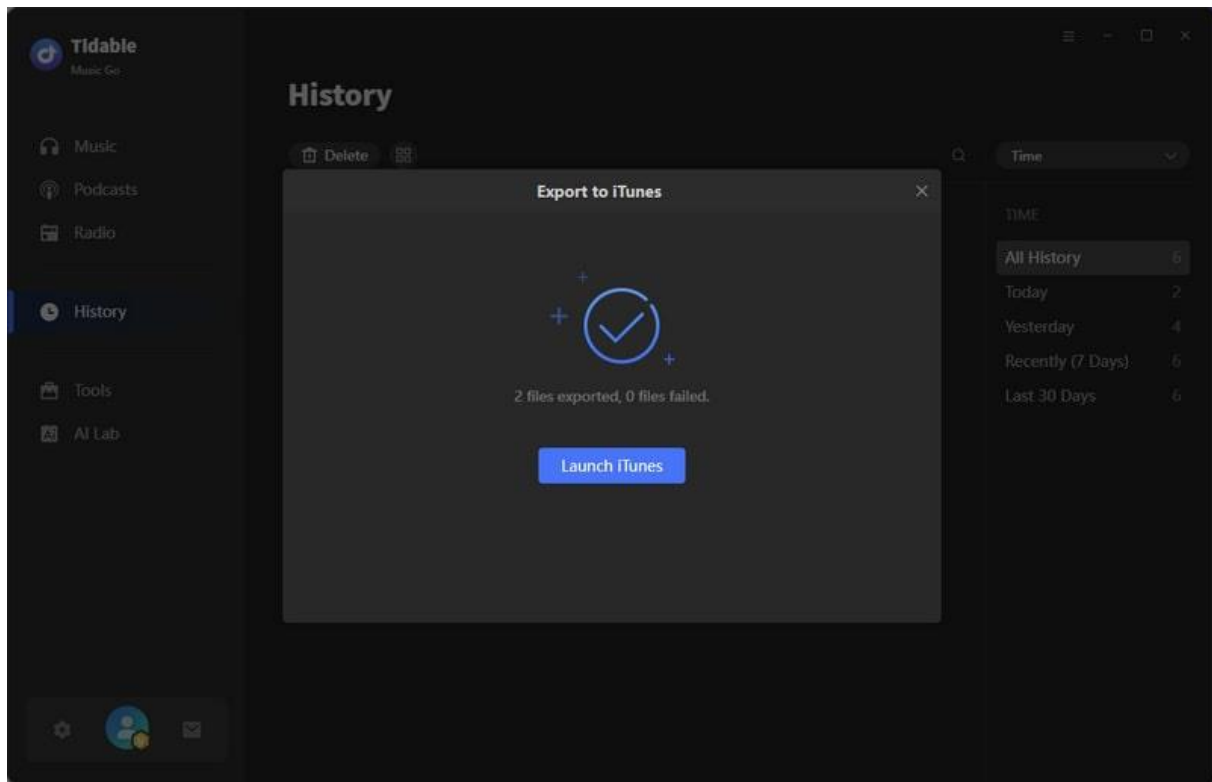 Tidable
Music Go
Music
Podcasts
Radio
History
Tools
AI Lab
History
Delete
Time
Export to iTunes
2 files exported, 0 files failed.
Launch iTunes
TIME
All History 6
Today 2
Yesterday 4
Recently (7 Days) 6
Last 30 Days 6